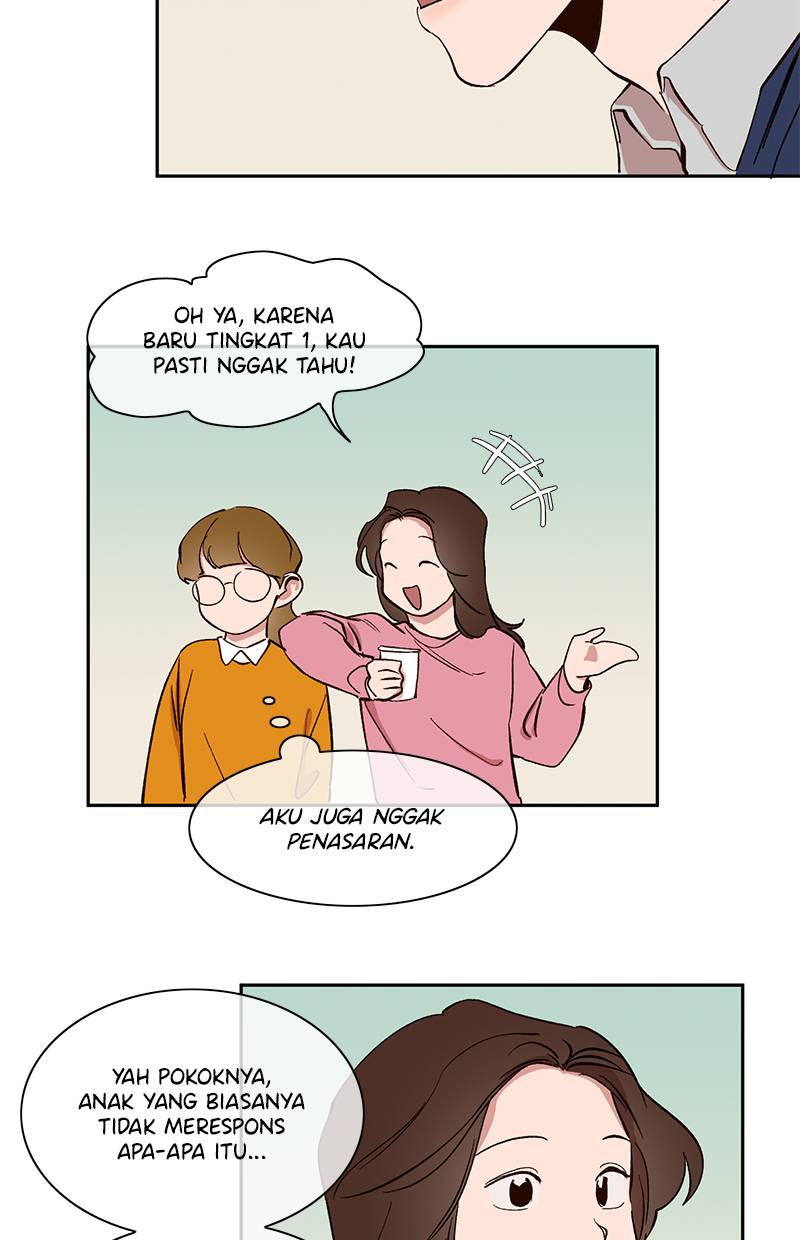 OH YA, KARENA
BARU TINGKAT 1, KAU
PASTI NGGAK TAHU!
AKU JUGA NGGAK
PENASARAN.
YAH POKOKNYA,
ANAK YANG BIASANYA
TIDAK MERESPONS
APA-APA ITU...